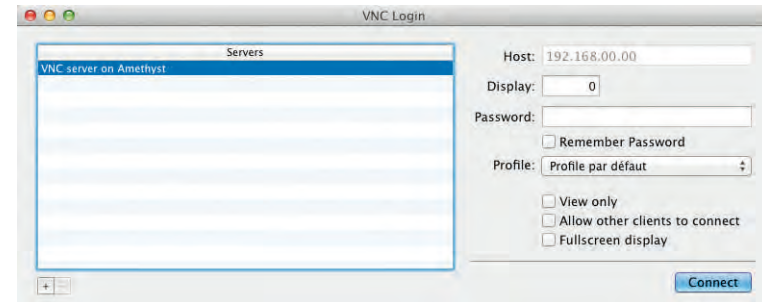 VNC Login
Servers
VNC server on Amethyst
Host: 192.168.00.00
Display: 0
Password:
Remember Password
Profile: Profile par défaut
View only
Allow other clients to connect
Fullscreen display
+ −
Connect